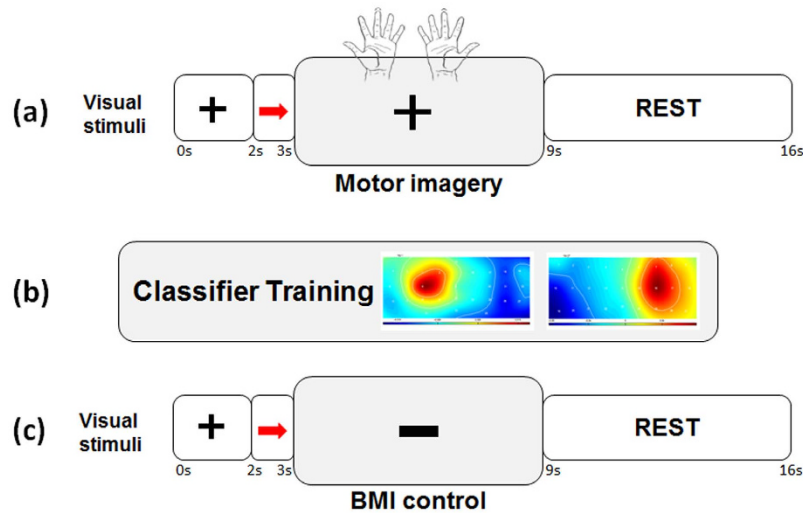 (a)
Visual
stimuli
+
+
REST
0s
2s
3s
9s
16s
Motor imagery
(b)
Classifier Training
(c)
Visual
stimuli
+
REST
0s
2s
3s
9s
16s
BMI control